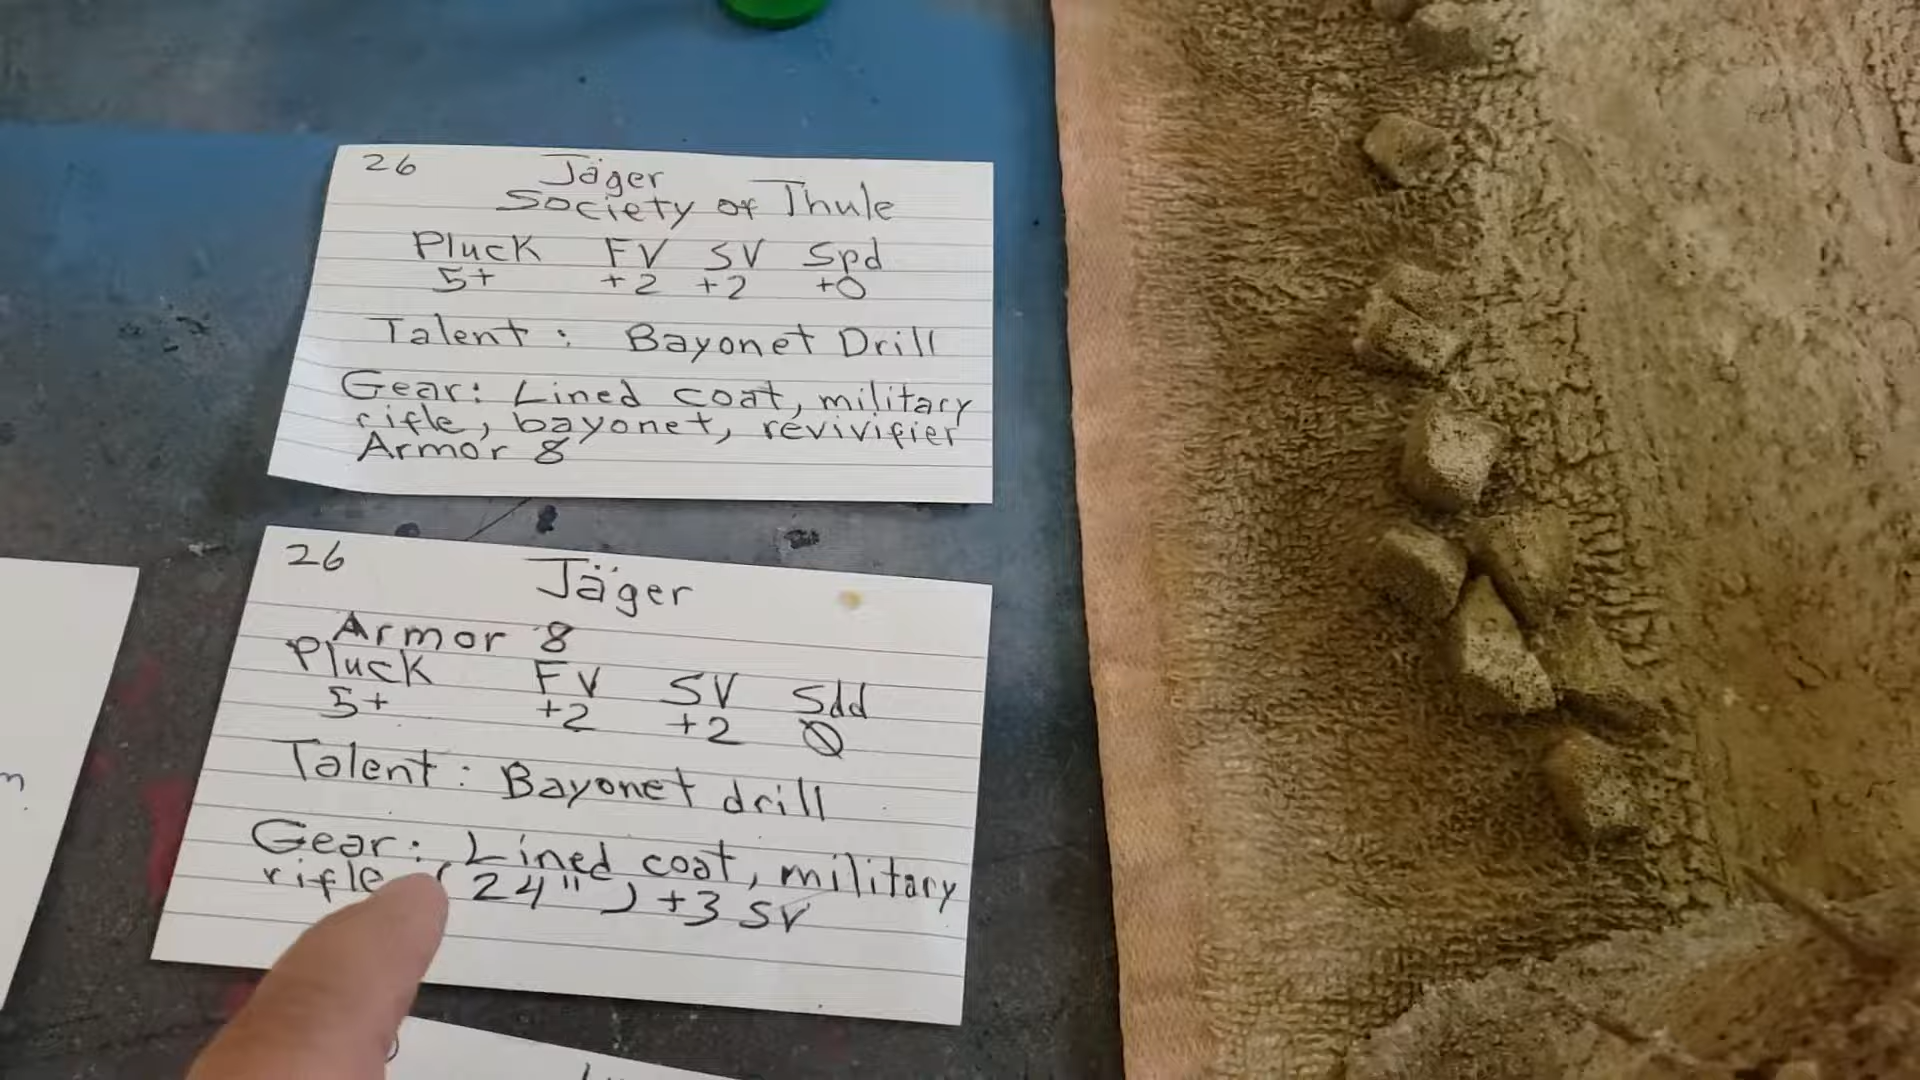 26
Jäger
Society of Thule
Pluck FV SV Spd
5+ +2 +2 +0
Talent: Bayonet Drill
Gear: Lined coat, military
rifle, bayonet, revivifier
Armor 8
26
Jäger
Armor 8
Pluck FV SV Sdd
5+ +2 +2 0
Talent: Bayonet drill
Gear: Lined coat, military
rifle (24") +3 SV